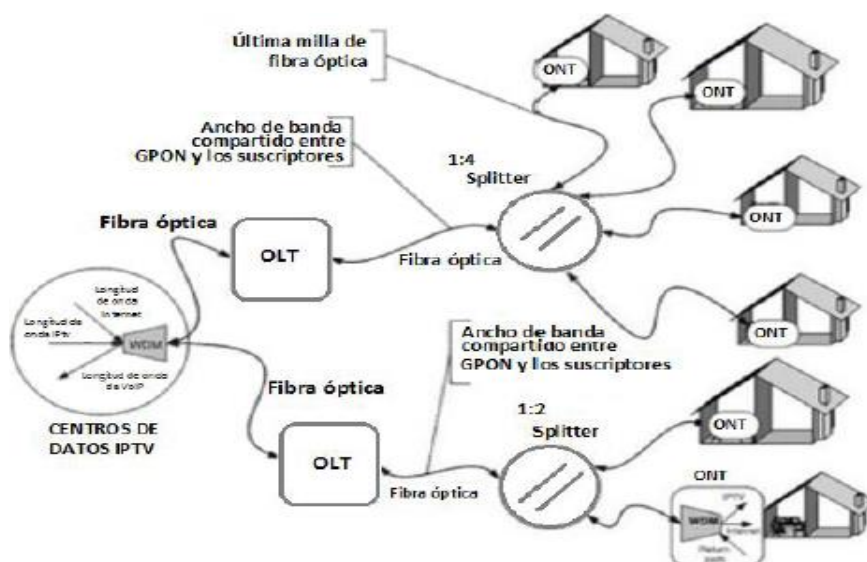 Última milla de
fibra óptica
ONT
ONT
Ancho de banda
compartido entre
GPON y los suscriptores
1:4
Splitter
Fibra óptica
OLT
Fibra óptica
ONT
ONT
Longitud
de onda
Internet
Longitud de
onda IPtv
WDM
Longitud de onda
de VoIP
CENTROS DE
DATOS IPTV
Fibra óptica
OLT
Fibra óptica
Ancho de banda
compartido entre
GPON y los suscriptores
1:2
Splitter
ONT
ONT
IPTV
WDM
Internet
Return
path